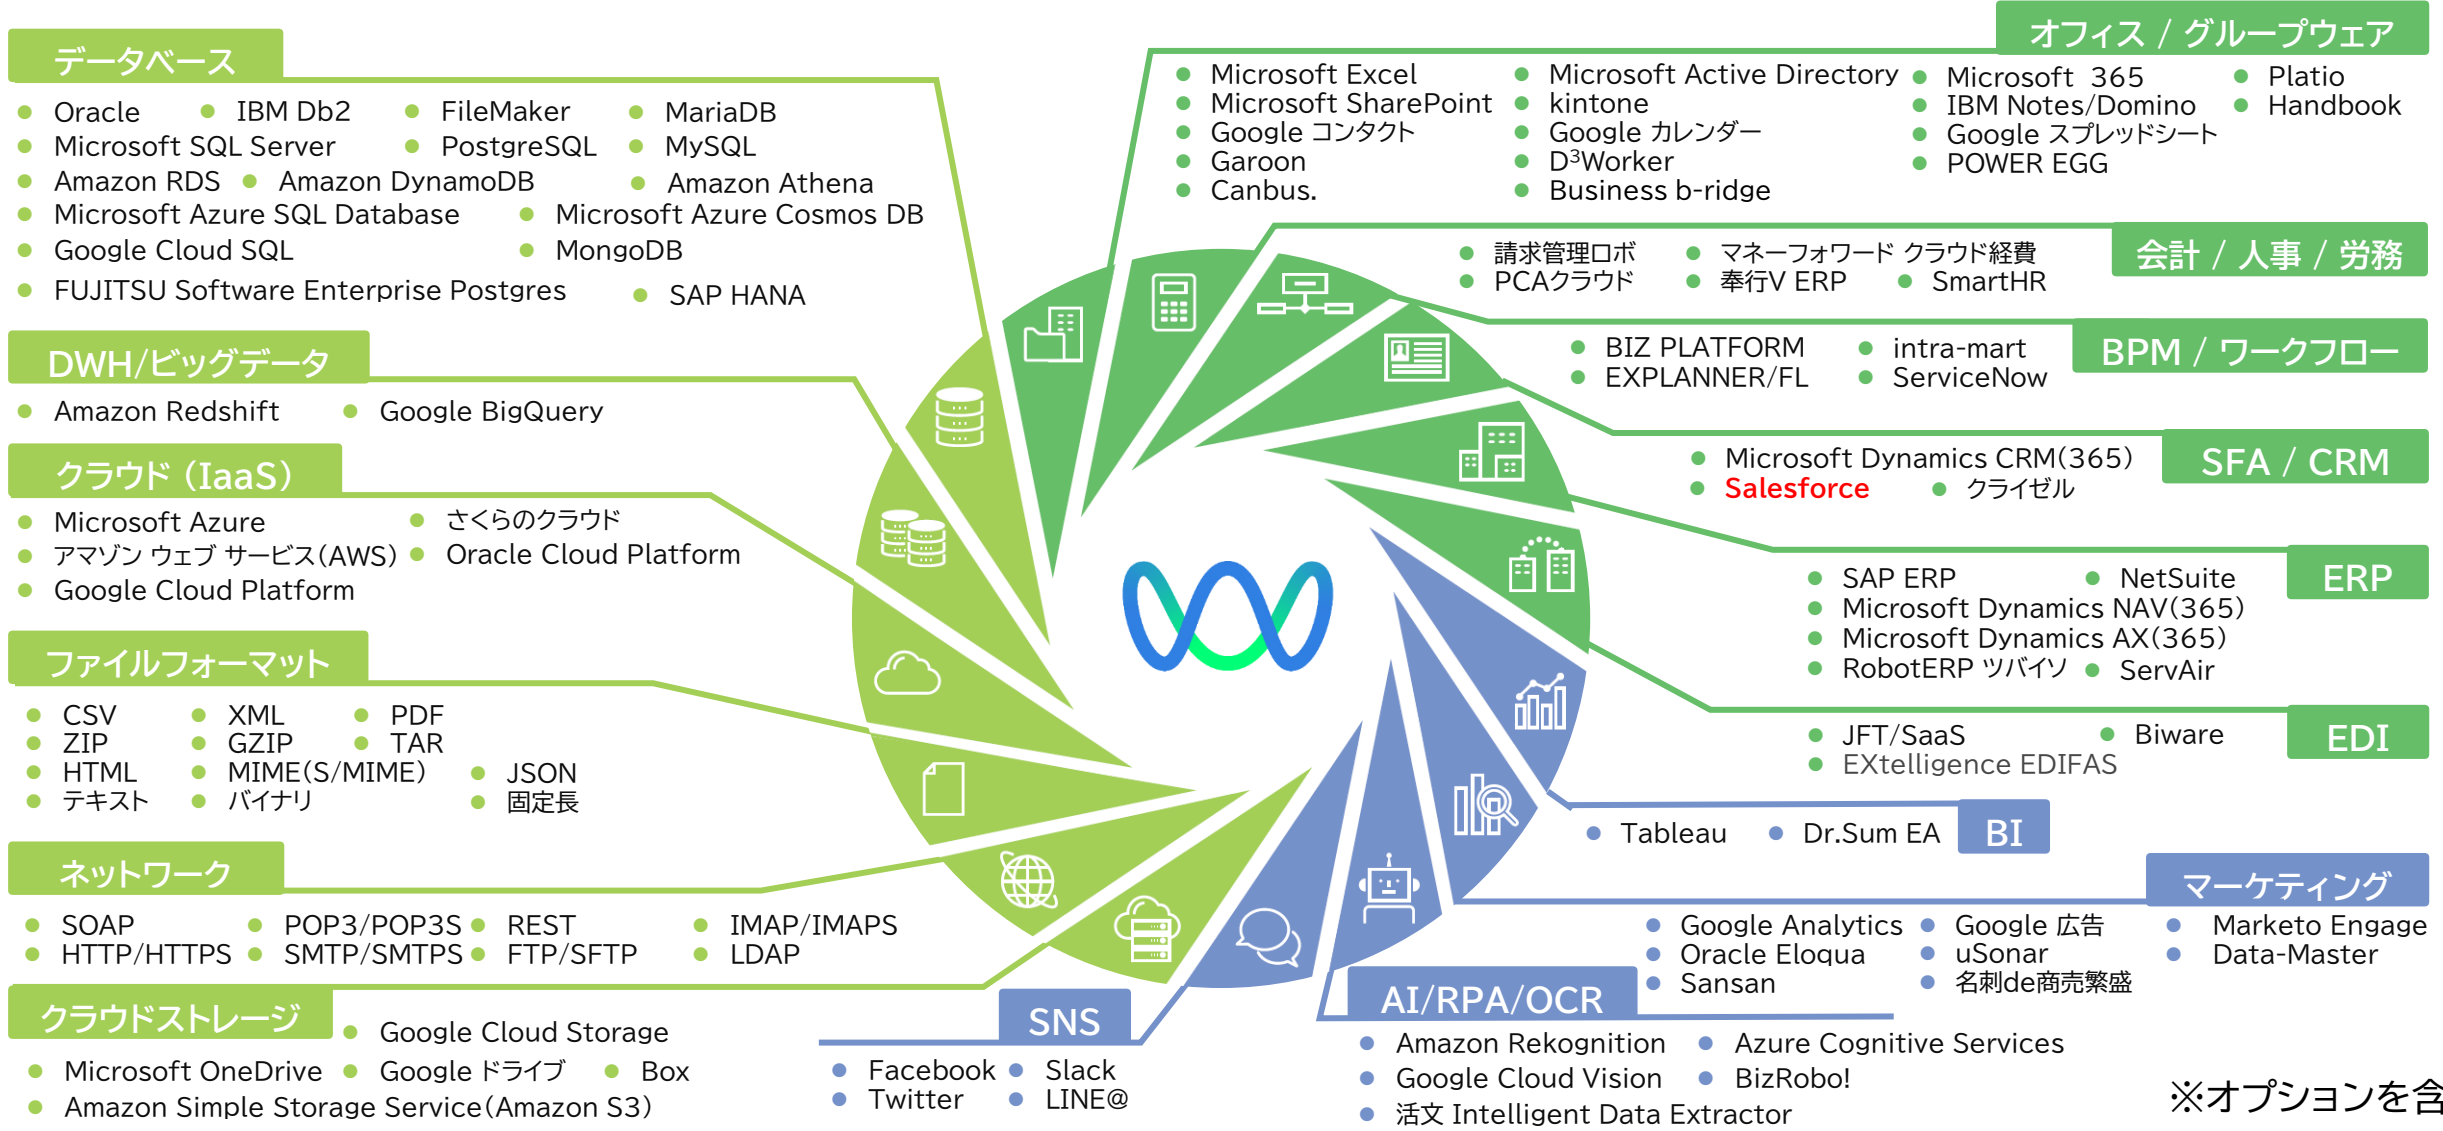 データベース
Oracle IBM Db2 FileMaker MariaDB
Microsoft SQL Server PostgreSQL MySQL
Amazon RDS Amazon DynamoDB Amazon Athena
Microsoft Azure SQL Database Microsoft Azure Cosmos DB
Google Cloud SQL MongoDB
FUJITSU Software Enterprise Postgres SAP HANA
DWH/ビッグデータ
Amazon Redshift Google BigQuery
クラウド（IaaS）
Microsoft Azure さくらのクラウド
アマゾン ウェブ サービス（AWS） Oracle Cloud Platform
Google Cloud Platform
ファイルフォーマット
CSV XML PDF
ZIP GZIP TAR
HTML MIME（S/MIME） JSON
テキスト バイナリ 固定長
ネットワーク
SOAP POP3/POP3S REST IMAP/IMAPS
HTTP/HTTPS SMTP/SMTPS FTP/SFTP LDAP
クラウドストレージ
Google Cloud Storage
Microsoft OneDrive Google ドライブ Box
Amazon Simple Storage Service（Amazon S3）
オフィス / グループウェア
Microsoft Excel Microsoft Active Directory Microsoft 365 Platio
Microsoft SharePoint kintone IBM Notes/Domino Handbook
Google コンタクト Google カレンダー Google スプレッドシート
Garoon D³Worker POWER EGG
Canbus. Business b-ridge
会計 / 人事 / 労務
請求管理ロボ マネーフォワード クラウド経費
PCAクラウド 奉行V ERP SmartHR
BPM / ワークフロー
BIZ PLATFORM intra-mart
EXPLANNER/FL ServiceNow
SFA / CRM
Microsoft Dynamics CRM（365）
Salesforce クライゼル
ERP
SAP ERP NetSuite
Microsoft Dynamics NAV（365）
Microsoft Dynamics AX（365）
RobotERP ツバイソ ServAir
EDI
JFT/SaaS Biware
EXtelligence EDIFAS
BI
Tableau Dr.Sum EA
マーケティング
Google Analytics Google 広告 Marketo Engage
Oracle Eloqua uSonar Data-Master
Sansan 名刺de商売繁盛
AI/RPA/OCR
Amazon Rekognition Azure Cognitive Services
Google Cloud Vision BizRobo!
活文 Intelligent Data Extractor
SNS
Facebook Slack
Twitter LINE@
※オプションを含